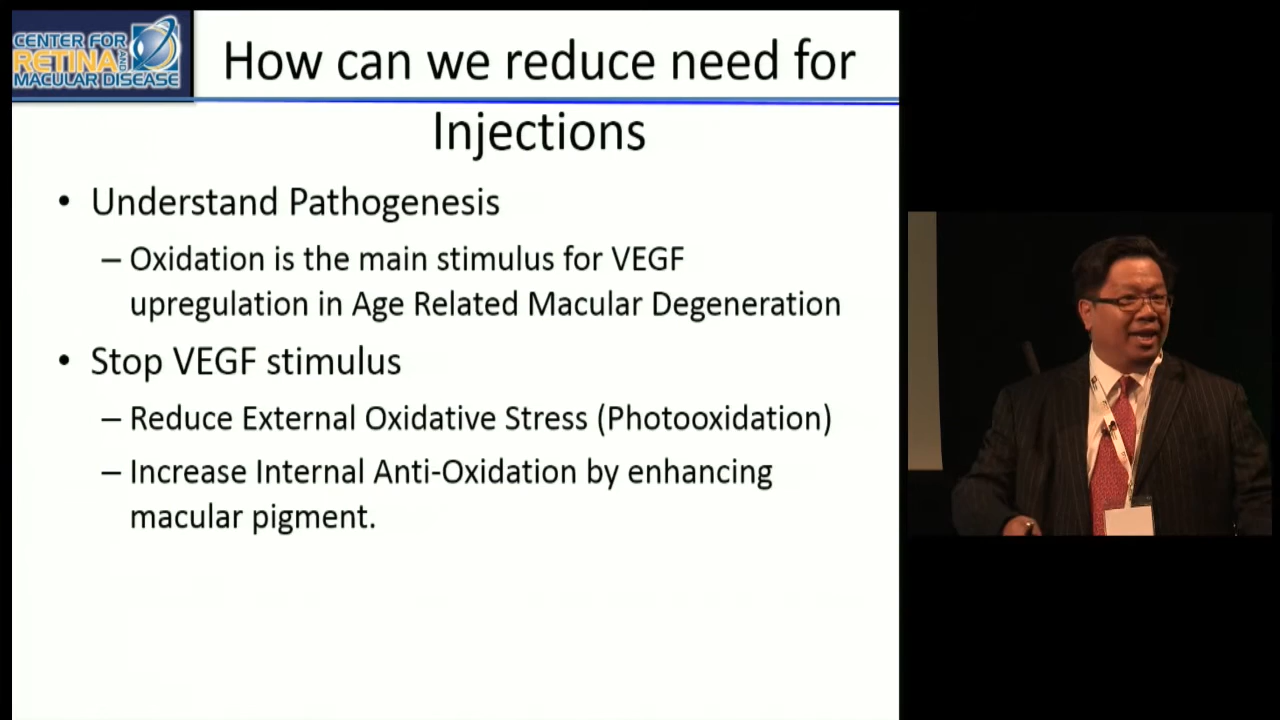 CENTER FOR
RETINA AND
MACULAR DISEASE
How can we reduce need for
Injections
• Understand Pathogenesis
– Oxidation is the main stimulus for VEGF
upregulation in Age Related Macular Degeneration
• Stop VEGF stimulus
– Reduce External Oxidative Stress (Photooxidation)
– Increase Internal Anti-Oxidation by enhancing
macular pigment.